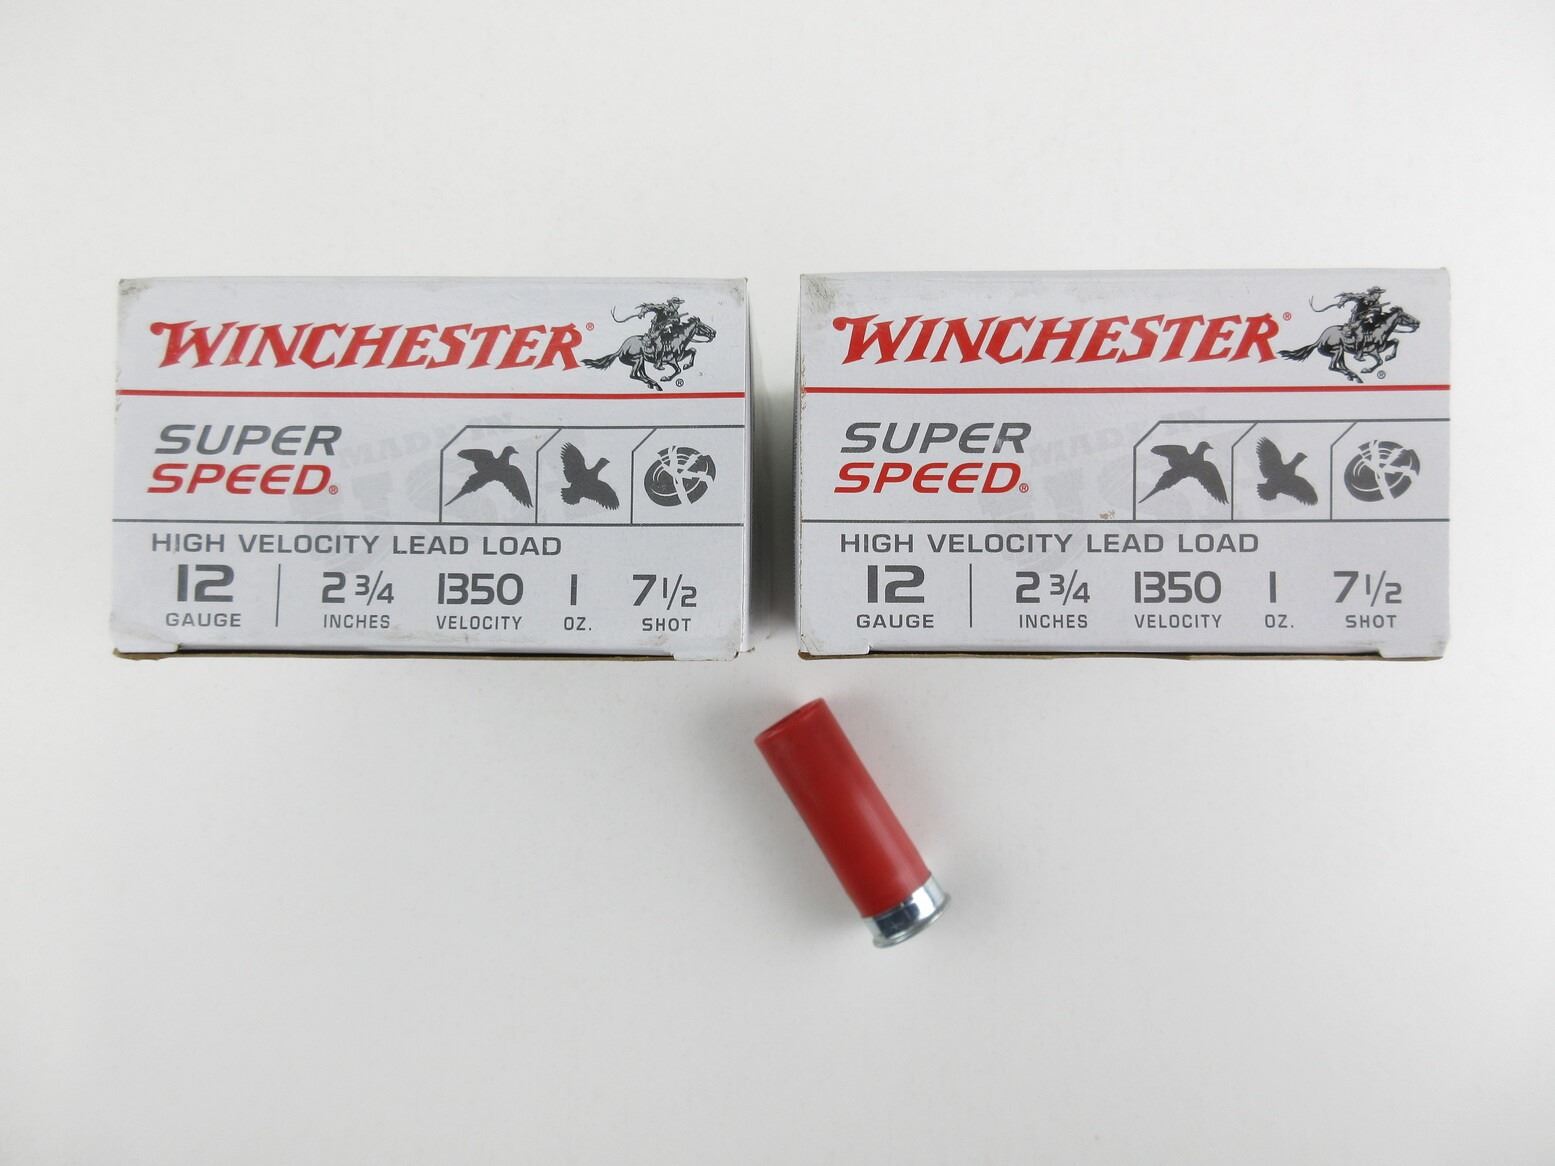 WINCHESTER®
SUPER
SPEED®
HIGH VELOCITY LEAD LOAD
12 2 3/4 1350 1 7 1/2
GAUGE INCHES VELOCITY OZ. SHOT
WINCHESTER®
SUPER
SPEED®
HIGH VELOCITY LEAD LOAD
12 2 3/4 1350 1 7 1/2
GAUGE INCHES VELOCITY OZ. SHOT